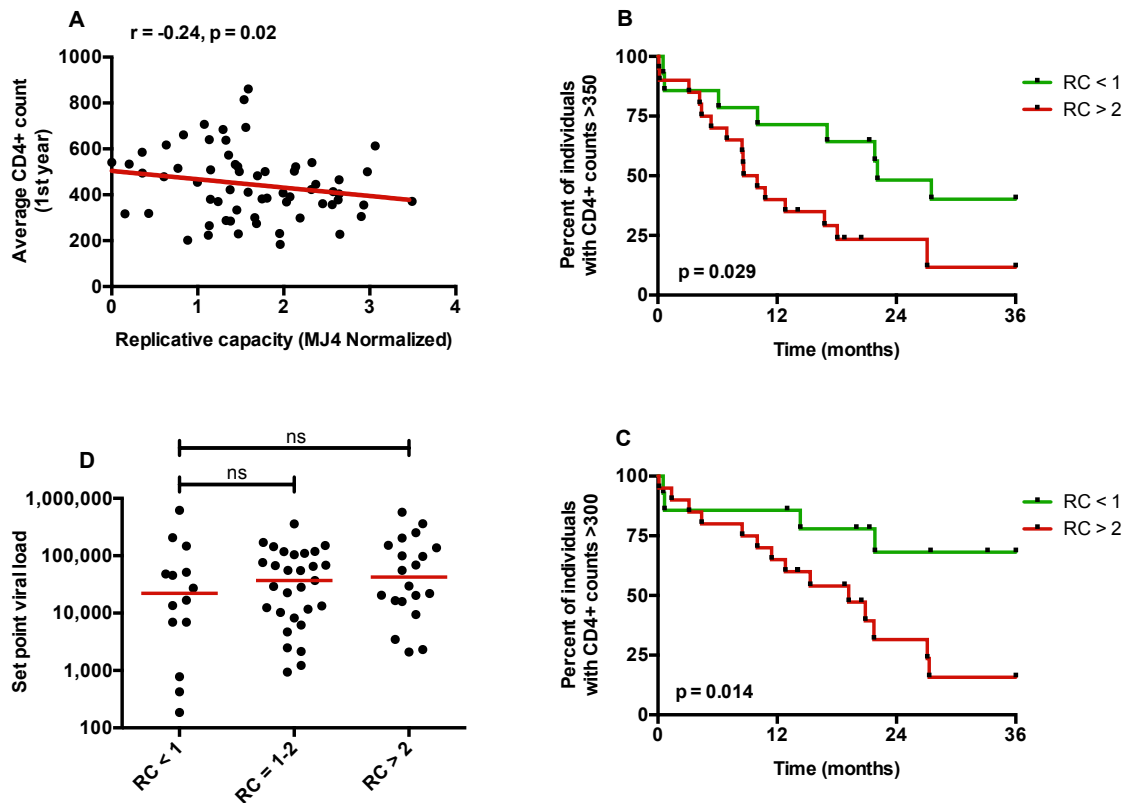 A
r = -0.24, p = 0.02
Average CD4+ count
(1st year)
1000
800
600
400
200
0
0
1
2
3
4
Replicative capacity (MJ4 Normalized)
B
Percent of individuals
with CD4+ counts >350
100
75
50
25
0
p = 0.029
0
12
24
36
Time (months)
RC < 1
RC > 2
D
ns
ns
Set point viral load
1,000,000
100,000
10,000
1,000
100
RC < 1
RC = 1-2
RC > 2
C
Percent of individuals
with CD4+ counts >300
100
75
50
25
0
p = 0.014
0
12
24
36
Time (months)
RC < 1
RC > 2